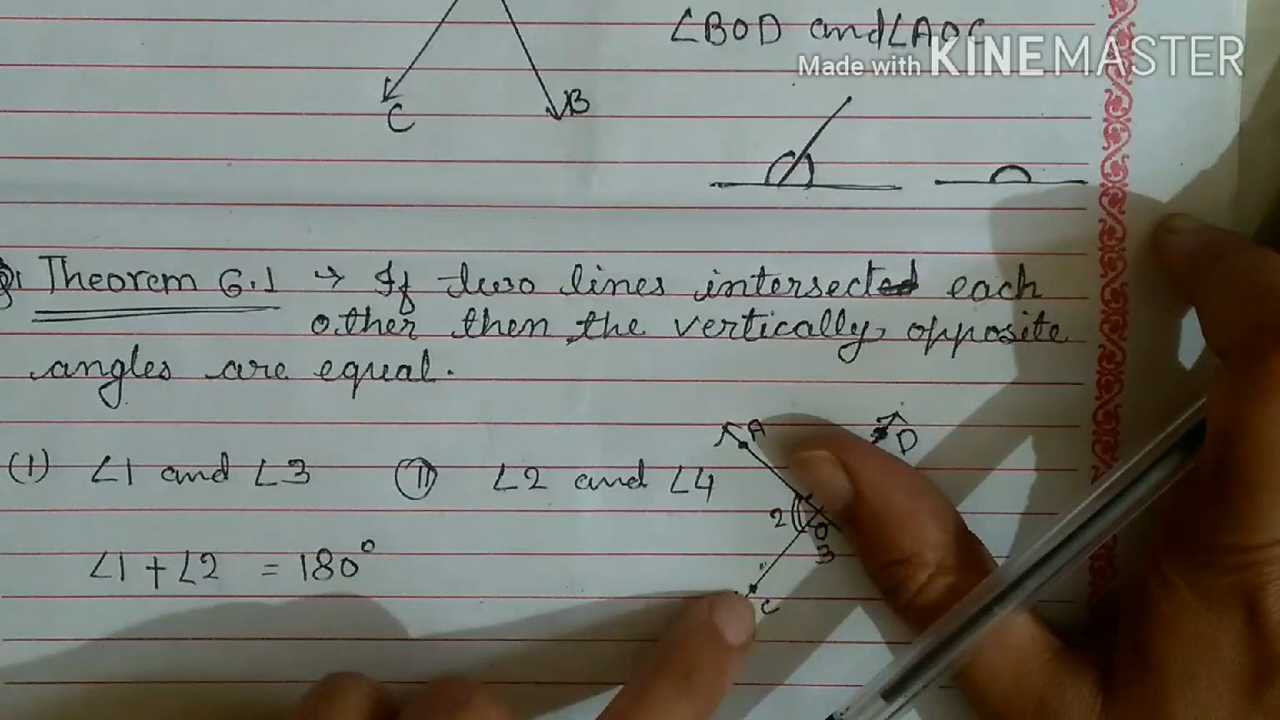 ∠BOD and ∠AOC
Made with KINEMASTER
C
B
Theorem 6.1 → If two lines intersected each
other then the vertically opposite
angles are equal.
A
D
(1) ∠1 and ∠3 (II) ∠2 and ∠4
2
O
3
∠1 + ∠2 = 180°
C